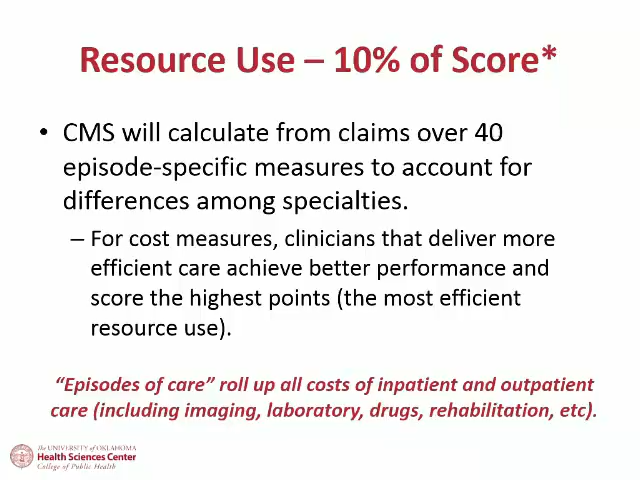 Resource Use – 10% of Score*
• CMS will calculate from claims over 40
episode-specific measures to account for
differences among specialties.
– For cost measures, clinicians that deliver more
efficient care achieve better performance and
score the highest points (the most efficient
resource use).
“Episodes of care” roll up all costs of inpatient and outpatient
care (including imaging, laboratory, drugs, rehabilitation, etc).
The UNIVERSITY of OKLAHOMA
Health Sciences Center
College of Public Health